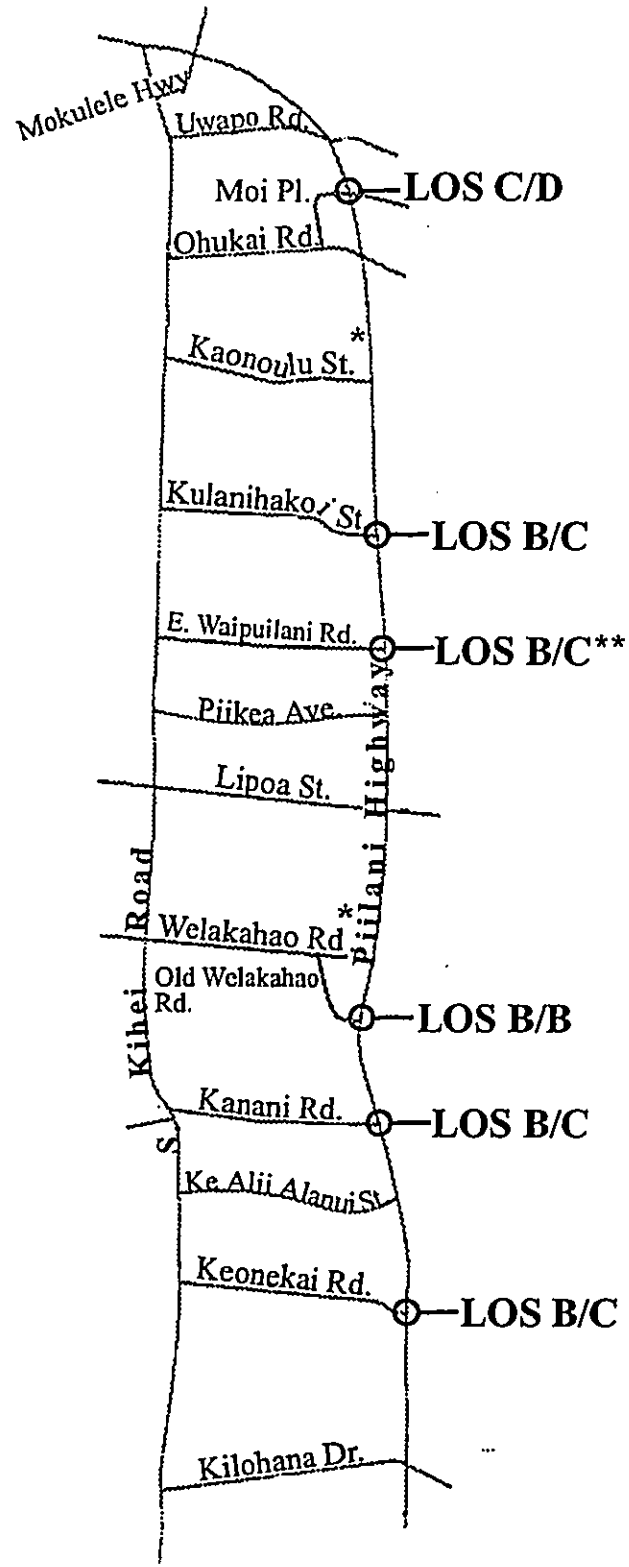 Mokulele Hwy
Uwapo Rd.
Moi Pl.
LOS C/D
Ohukai Rd.
Kaonoulu St.*
Kulanihakoi St
LOS B/C
E. Waipuilani Rd.
LOS B/C**
Piikea Ave.
Lipoa St.
Piilani Highway
Welakahao Rd*
Old Welakahao
Rd.
LOS B/B
S Kihei Road
Kanani Rd.
LOS B/C
Ke Alii Alanui St
Keonekai Rd.
LOS B/C
Kilohana Dr.